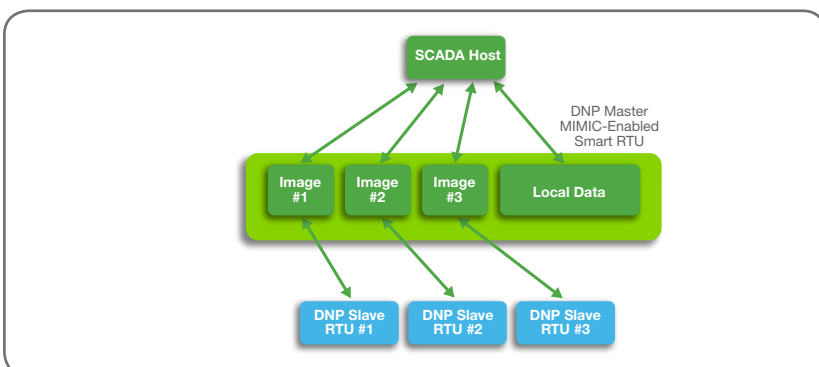 SCADA Host
DNP Master
MIMIC-Enabled
Smart RTU
Image
#1
Image
#2
Image
#3
Local Data
DNP Slave
RTU #1
DNP Slave
RTU #2
DNP Slave
RTU #3